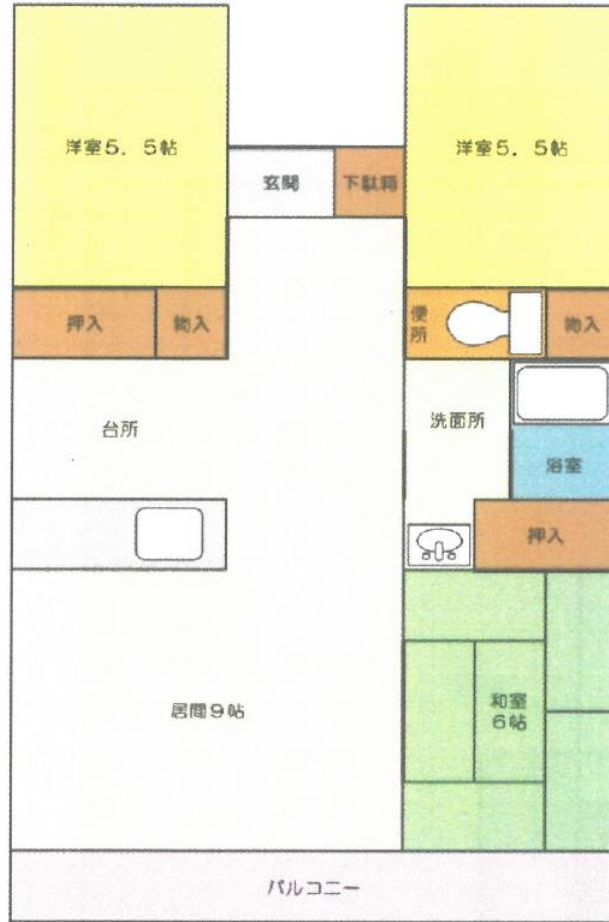 洋室5．5帖
洋室5．5帖
玄関
下駄箱
押入
物入
便所
物入
台所
洗面所
浴室
押入
居間9帖
和室
6帖
バルコニー